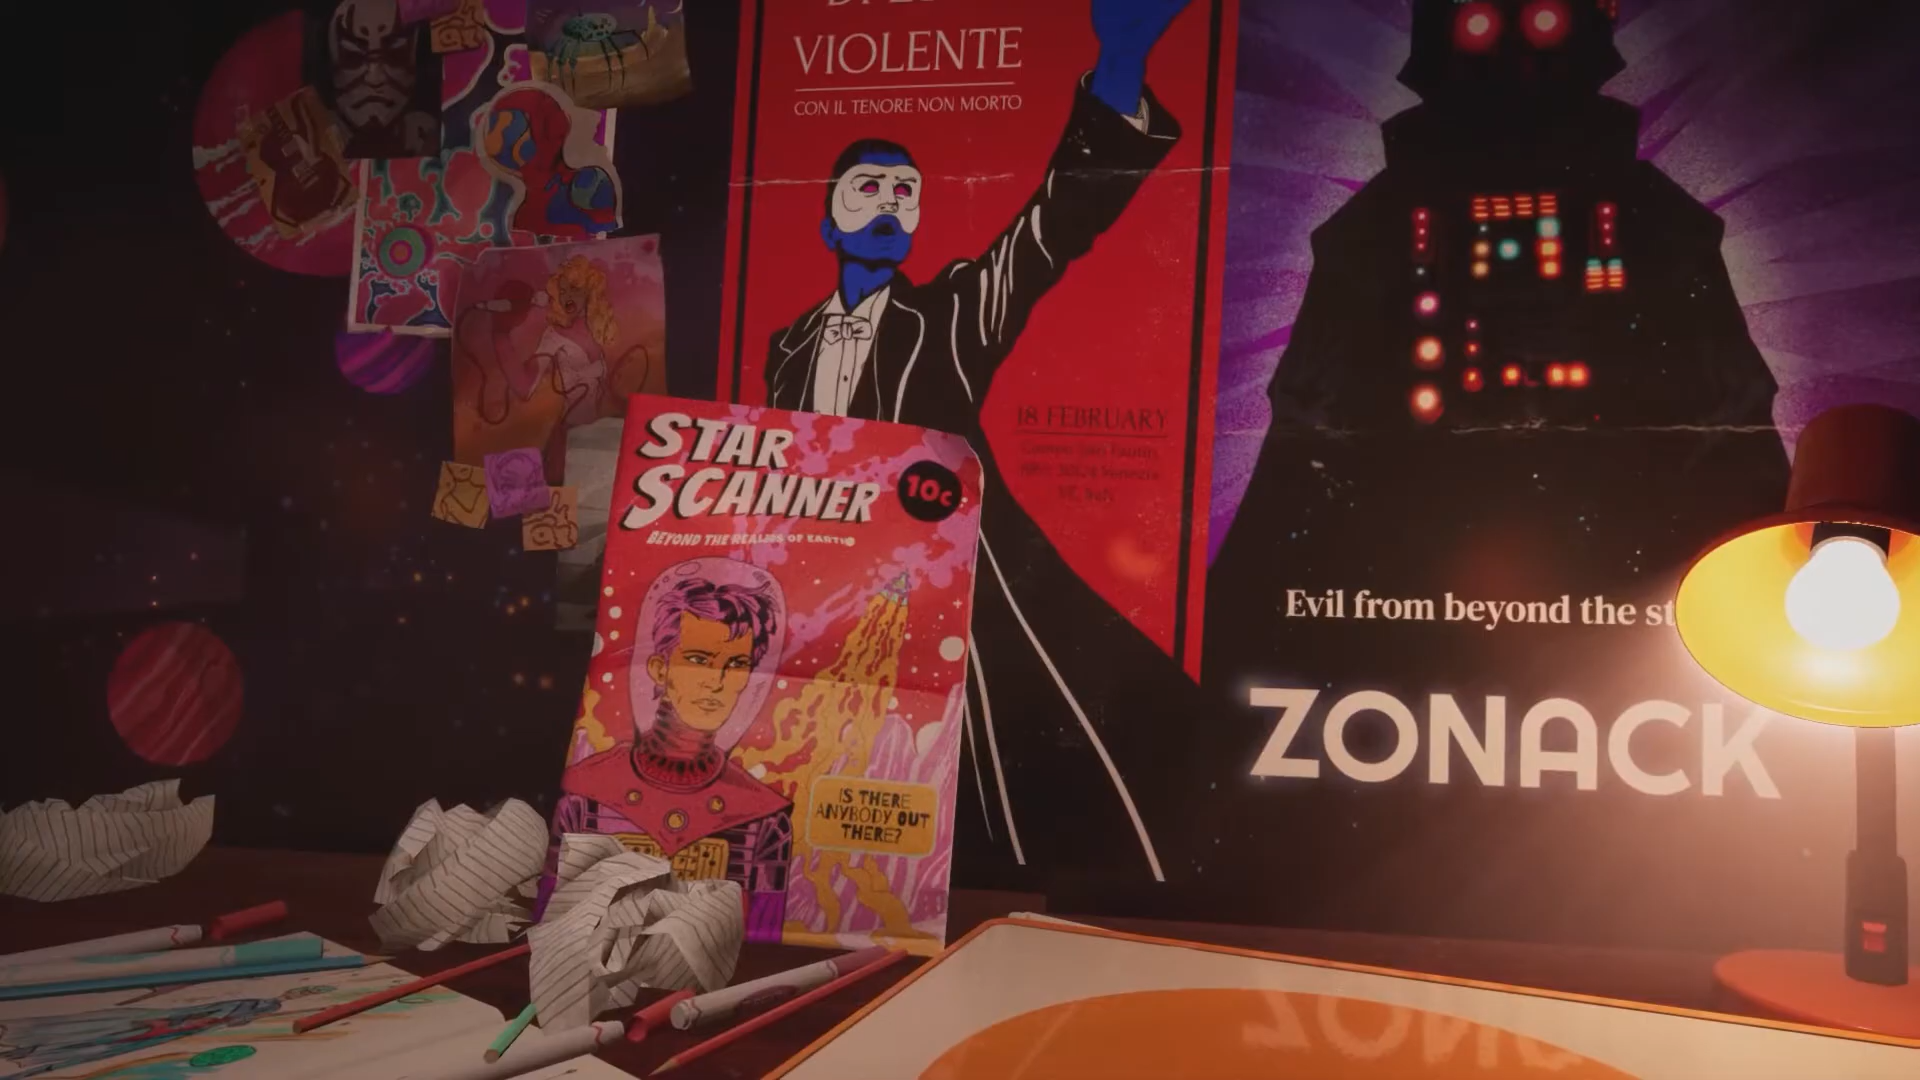 VIOLENTE
CON IL TENORE NON MORTO
18 FEBRUARY
STAR
SCANNER
10c
BEYOND THE REALMS OF EARTH
IS THERE
ANYBODY OUT
THERE?
Evil from beyond the
ZONACK